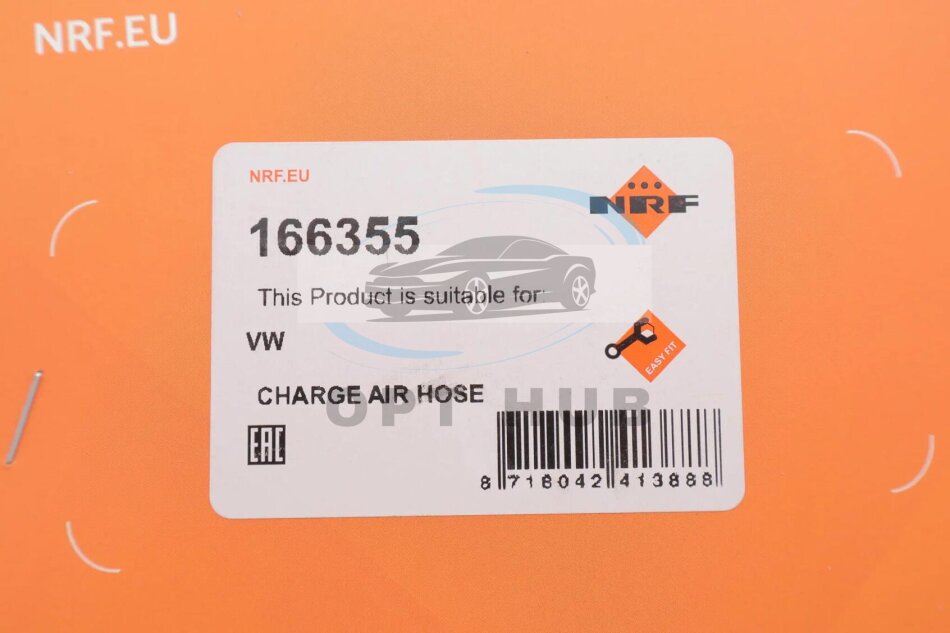 NRF.EU
NRF.EU
NRF
166355
This Product is suitable for:
VW
EASY FIT
CHARGE AIR HOSE
OPT HUB
EAC
8 718042 413888